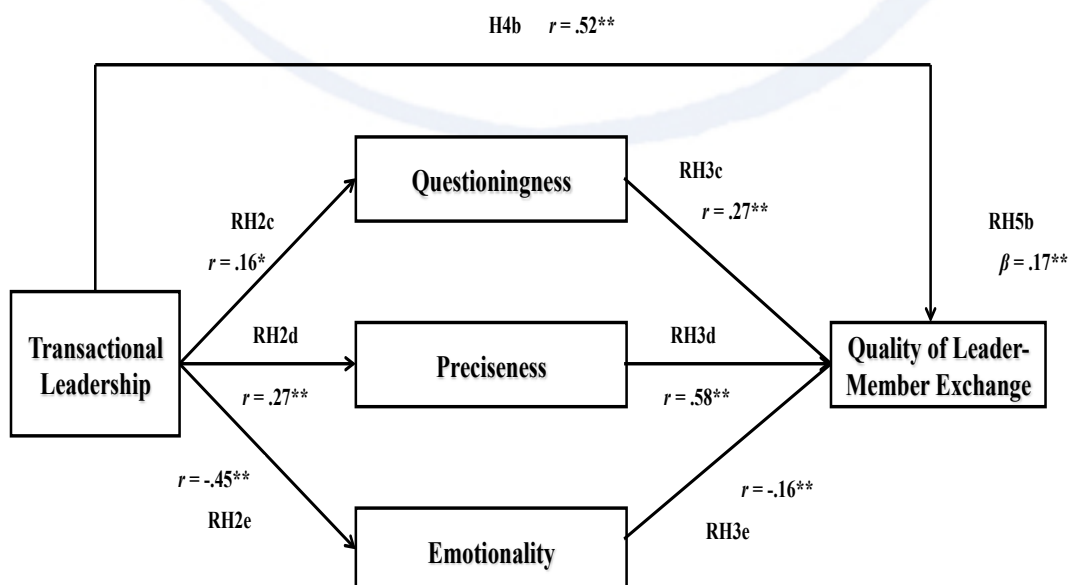 H4b r = .52**
Questioningness
RH3c
r = .27**
RH2c
r = .16*
RH5b
β = .17**
Transactional
Leadership
RH2d
r = .27**
Preciseness
RH3d
r = .58**
Quality of Leader-
Member Exchange
r = -.45**
RH2e
r = -.16**
RH3e
Emotionality